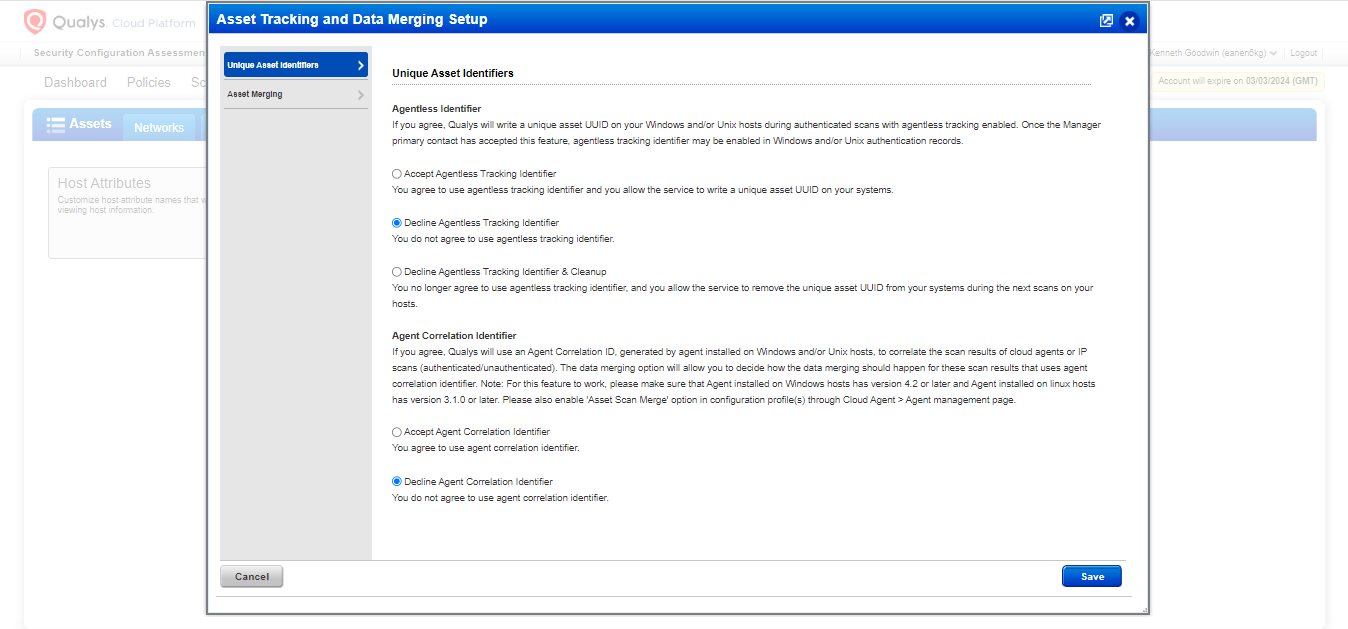 Qualys. Cloud Platform
Security Configuration Assessmen
Kenneth Goodwin (eanen6kg)
Logout
Dashboard Policies Sc
Account will expire on 03/03/2024 (GMT)
Assets Networks
Host Attributes
Customize host attribute names that w
viewing host information.
Asset Tracking and Data Merging Setup
Unique Asset Identifiers
Asset Merging
Unique Asset Identifiers
Agentless Identifier
If you agree, Qualys will write a unique asset UUID on your Windows and/or Unix hosts during authenticated scans with agentless tracking enabled. Once the Manager
primary contact has accepted this feature, agentless tracking identifier may be enabled in Windows and/or Unix authentication records.
Accept Agentless Tracking Identifier
You agree to use agentless tracking identifier and you allow the service to write a unique asset UUID on your systems.
Decline Agentless Tracking Identifier
You do not agree to use agentless tracking identifier.
Decline Agentless Tracking Identifier & Cleanup
You no longer agree to use agentless tracking identifier, and you allow the service to remove the unique asset UUID from your systems during the next scans on your
hosts.
Agent Correlation Identifier
If you agree, Qualys will use an Agent Correlation ID, generated by agent installed on Windows and/or Unix hosts, to correlate the scan results of cloud agents or IP
scans (authenticated/unauthenticated). The data merging option will allow you to decide how the data merging should happen for these scan results that uses agent
correlation identifier. Note: For this feature to work, please make sure that Agent installed on Windows hosts has version 4.2 or later and Agent installed on linux hosts
has version 3.1.0 or later. Please also enable 'Asset Scan Merge' option in configuration profile(s) through Cloud Agent > Agent management page.
Accept Agent Correlation Identifier
You agree to use agent correlation identifier.
Decline Agent Correlation Identifier
You do not agree to use agent correlation identifier.
Cancel
Save